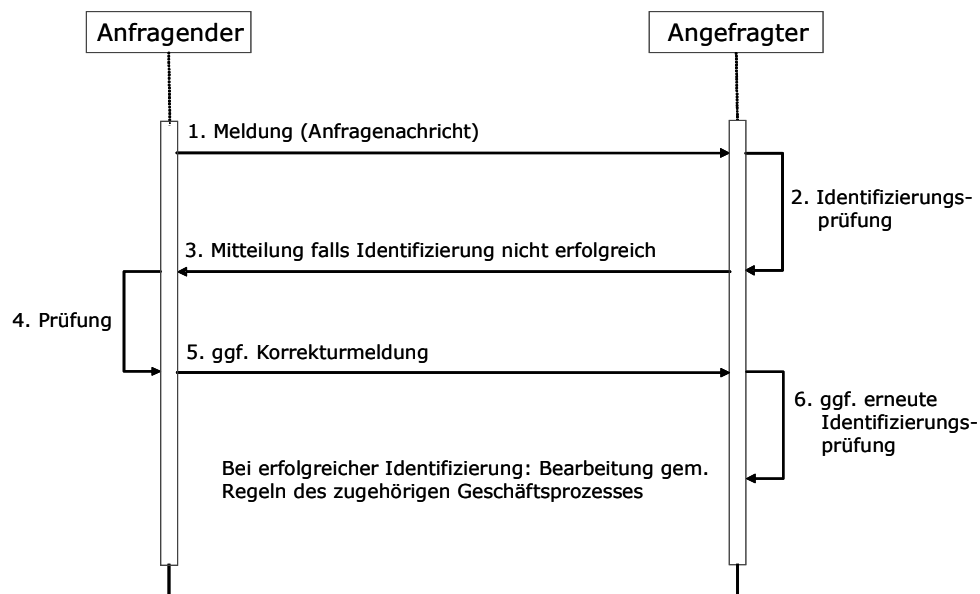 Anfragender
Angefragter
1. Meldung (Anfragenachricht)
2. Identifizierungs-
prüfung
3. Mitteilung falls Identifizierung nicht erfolgreich
4. Prüfung
5. ggf. Korrekturmeldung
6. ggf. erneute
Identifizierungs-
prüfung
Bei erfolgreicher Identifizierung: Bearbeitung gem.
Regeln des zugehörigen Geschäftsprozesses